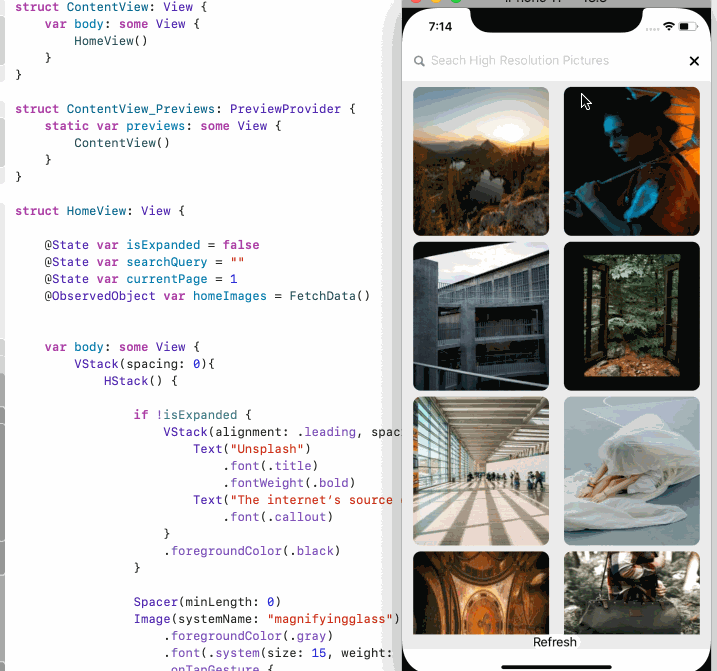 struct ContentView: View {
var body: some View {
HomeView()
}
}
struct ContentView_Previews: PreviewProvider {
static var previews: some View {
ContentView()
}
}
struct HomeView: View {
@State var isExpanded = false
@State var searchQuery = ""
@State var currentPage = 1
@ObservedObject var homeImages = FetchData()
var body: some View {
VStack(spacing: 0){
HStack() {
if !isExpanded {
VStack(alignment: .leading, spac
Text("Unsplash")
.font(.title)
.fontWeight(.bold)
Text("The internet's source
.font(.callout)
}
.foregroundColor(.black)
}
Spacer(minLength: 0)
Image(systemName: "magnifyingglass")
.foregroundColor(.gray)
.font(.system(size: 15, weight:
.onTapGesture {
7:14
Seach High Resolution Pictures
Refresh